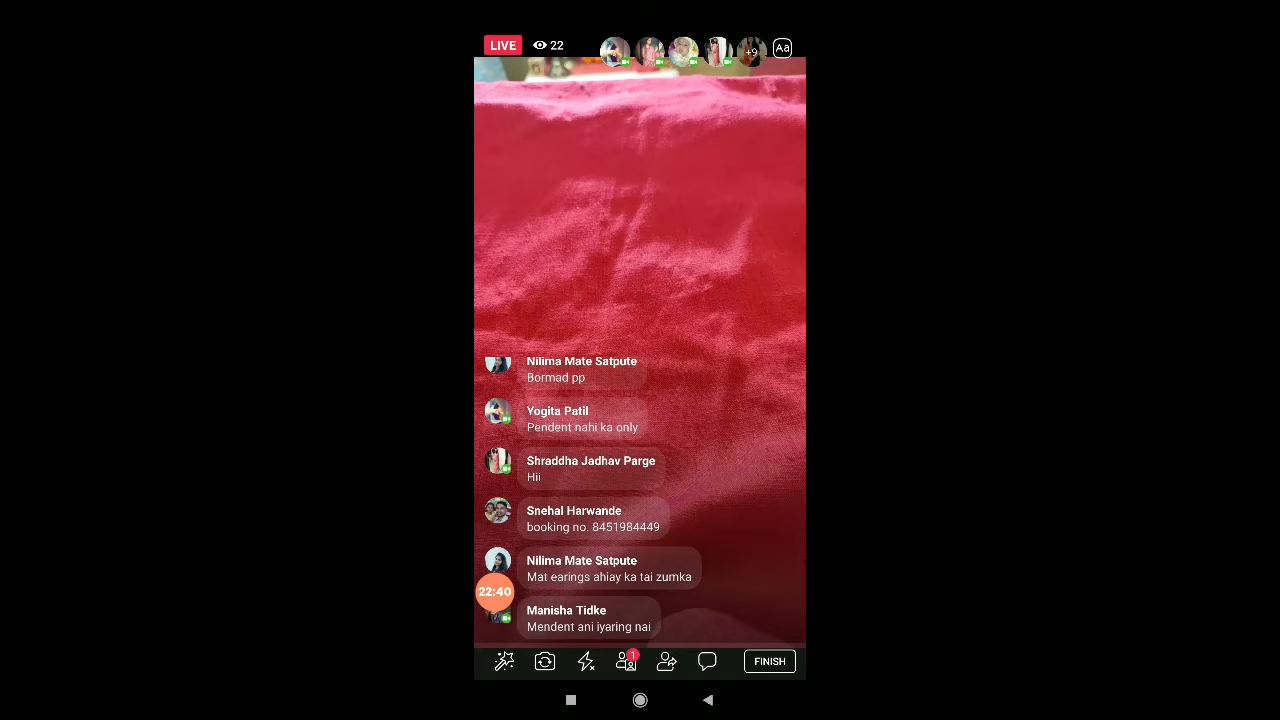 LIVE 22
+9 Aa
Nilima Mate Satpute
Bormad pp
Yogita Patil
Pendent nahi ka only
Shraddha Jadhav Parge
Hii
Snehal Harwande
booking no. 8451984449
Nilima Mate Satpute
Mat earings ahiay ka tai zumka
22:40
Manisha Tidke
Mendent ani iyaring nai
1
FINISH